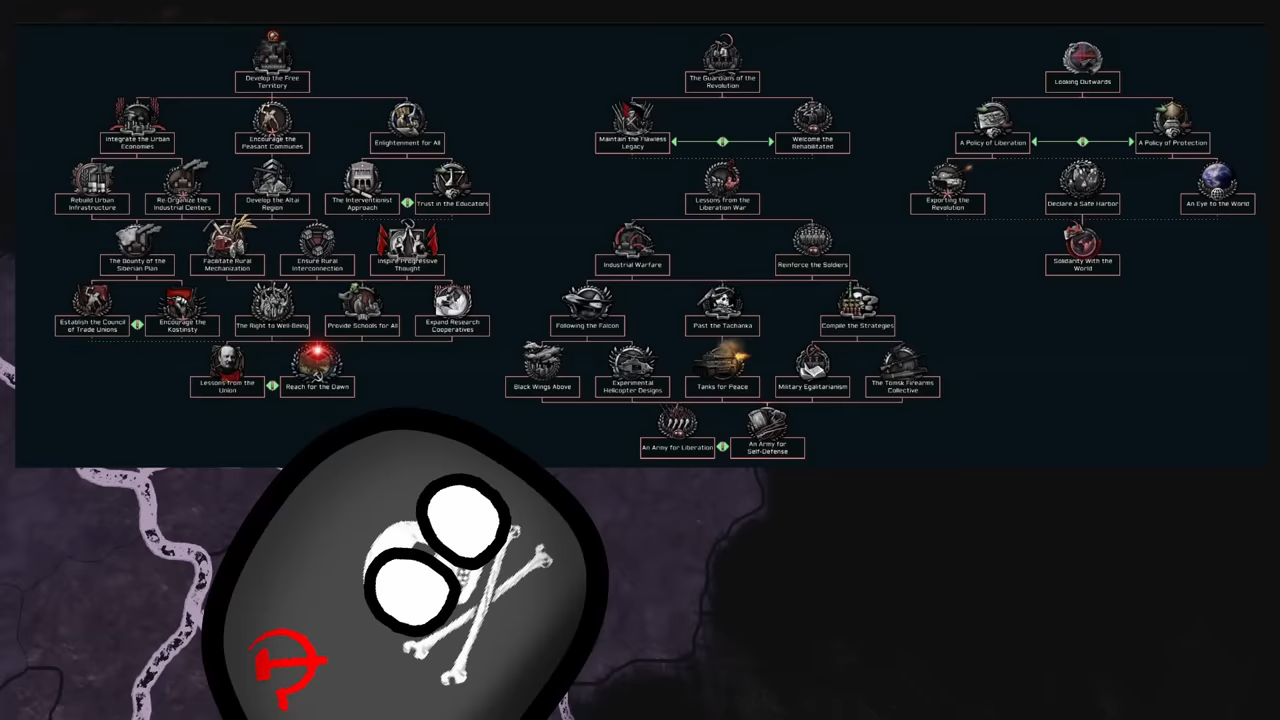 Develop the Free
Territory
The Guardians of the
Revolution
Looking Outwards
Integrate the Urban
Economies
Encourage the
Peasant Communes
Enlightenment for All
Maintain the Flawless
Legacy
Welcome the
Rehabilitated
A Policy of Liberation
A Policy of Protection
Rebuild Urban
Infrastructure
Re-Organize the
Industrial Centers
Develop the Altai
Region
The Interventionist
Approach
Trust in the Educators
Lessons from the
Liberation War
Exporting the
Revolution
Declare a Safe Harbor
An Eye to the World
The Bounty of the
Siberian Plan
Facilitate Rural
Mechanization
Ensure Rural
Interconnection
Inspire Progressive
Thought
Industrial Warfare
Reinforce the Soldiers
Solidarity With the
World
Establish the Council
of Trade Unions
Encourage the
Kostinsty
The Right to Well-Being
Provide Schools for All
Expand Research
Cooperatives
Following the Falcon
Past the Tachanka
Compile the Strategies
Lessons from the
Union
Reach for the Dawn
Black Wings Above
Experimental
Helicopter Designs
Tanks for Peace
Military Egalitarianism
The Tomsk Firearms
Collective
An Army for Liberation
An Army for
Self-Defense